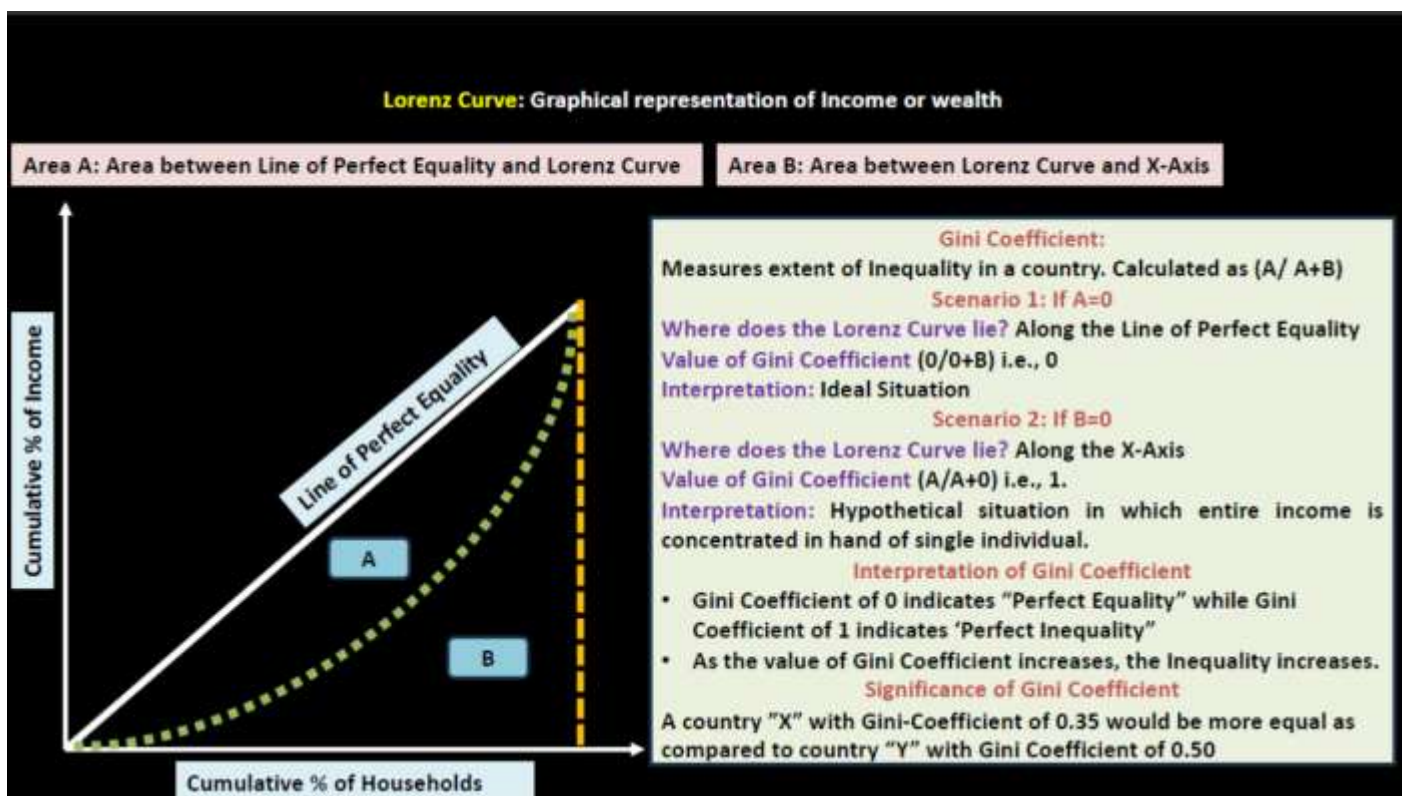 Lorenz Curve: Graphical representation of Income or wealth
Area A: Area between Line of Perfect Equality and Lorenz Curve
Area B: Area between Lorenz Curve and X-Axis
Cumulative % of Income
Line of Perfect Equality
A
B
Cumulative % of Households
Gini Coefficient:
Measures extent of Inequality in a country. Calculated as (A/ A+B)
Scenario 1: If A=0
Where does the Lorenz Curve lie? Along the Line of Perfect Equality
Value of Gini Coefficient (0/0+B) i.e., 0
Interpretation: Ideal Situation
Scenario 2: If B=0
Where does the Lorenz Curve lie? Along the X-Axis
Value of Gini Coefficient (A/A+0) i.e., 1.
Interpretation: Hypothetical situation in which entire income is
concentrated in hand of single individual.
Interpretation of Gini Coefficient
• Gini Coefficient of 0 indicates “Perfect Equality” while Gini
Coefficient of 1 indicates ‘Perfect Inequality”
• As the value of Gini Coefficient increases, the Inequality increases.
Significance of Gini Coefficient
A country ”X” with Gini-Coefficient of 0.35 would be more equal as
compared to country “Y” with Gini Coefficient of 0.50